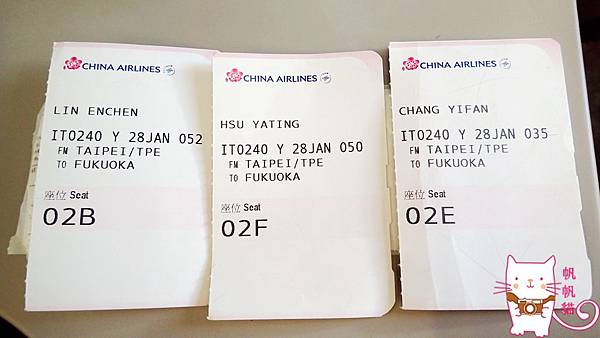 CHINA AIRLINES
LIN ENCHEN
IT0240 Y 28JAN 052
FM TAIPEI/TPE
TO FUKUOKA
座位 Seat
02B
CHINA AIRLINES
HSU YATING
IT0240 Y 28JAN 050
FM TAIPEI/TPE
TO FUKUOKA
座位 Seat
02F
CHINA AIRLINES
CHANG YIFAN
IT0240 Y 28JAN 035
FM TAIPEI/TPE
TO FUKUOKA
座位 Seat
02E
帆帆貓